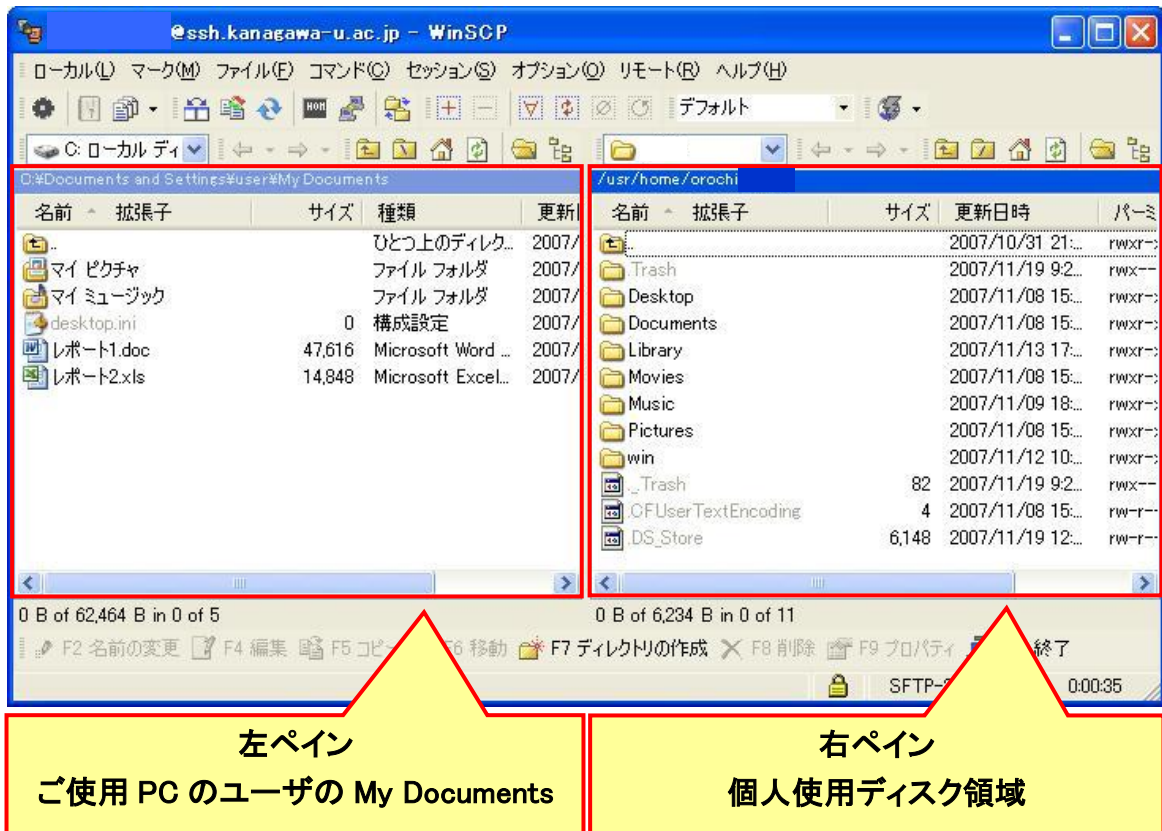 @ssh.kanagawa-u.ac.jp - WinSCP
ローカル(L) マーク(M) ファイル(F) コマンド(C) セッション(S) オプション(O) リモート(R) ヘルプ(H)
デフォルト
C: ローカル ディ
C:¥Documents and Settings¥user¥My Documents
名前 拡張子 サイズ 種類 更新
.. ひとつ上のディレク... 2007/
マイ ピクチャ ファイル フォルダ 2007/
マイ ミュージック ファイル フォルダ 2007/
desktop.ini 0 構成設定 2007/
レポート1.doc 47,616 Microsoft Word ... 2007/
レポート2.xls 14,848 Microsoft Excel... 2007/
0 B of 62,464 B in 0 of 5
/usr/home/orochi
名前 拡張子 サイズ 更新日時 パーミ
.. 2007/10/31 21:... rwxr-
.Trash 2007/11/19 9:2... rwx--
Desktop 2007/11/08 15:... rwxr-
Documents 2007/11/08 15:... rwxr-
Library 2007/11/13 17:... rwxr-
Movies 2007/11/08 15:... rwxr-
Music 2007/11/09 18:... rwxr-
Pictures 2007/11/08 15:... rwxr-
win 2007/11/12 10:... rwxr-
._Trash 82 2007/11/19 9:2... rwx--
.CFUserTextEncoding 4 2007/11/08 15:... rw-r--
.DS_Store 6,148 2007/11/19 12:... rw-r--
0 B of 6,234 B in 0 of 11
F2 名前の変更 F4 編集 F5 コピー F6 移動 F7 ディレクトリの作成 F8 削除 F9 プロパティ 終了
SFTP- 0:00:35
左ペイン
ご使用 PC のユーザの My Documents
右ペイン
個人使用ディスク領域